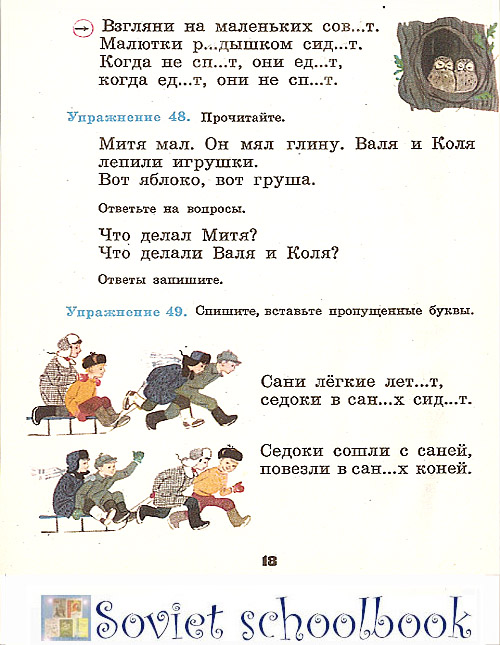 Взгляни на маленьких сов...т.
Малютки р...дышком сид...т.
Когда не сп...т, они ед...т,
когда ед...т, они не сп...т.
Упражнение 48. Прочитайте.
Митя мал. Он мял глину. Валя и Коля
лепили игрушки.
Вот яблоко, вот груша.
Ответьте на вопросы.
Что делал Митя?
Что делали Валя и Коля?
Ответы запишите.
Упражнение 49. Спишите, вставьте пропущенные буквы.
Сани лёгкие лет...т,
седоки в сан...х сид...т.
Седоки сошли с саней,
повезли в сан...х коней.
18
Soviet schoolbook